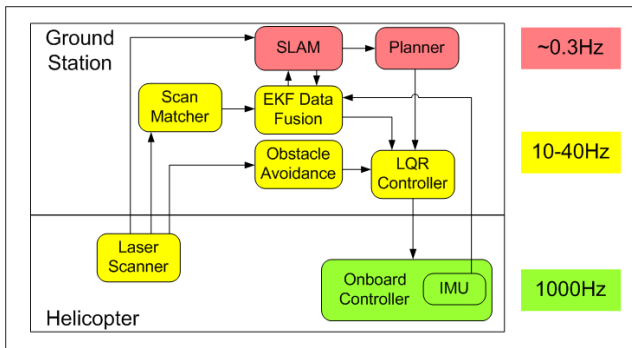 Ground
Station
SLAM
Planner
~0.3Hz
Scan
Matcher
EKF Data
Fusion
10-40Hz
Obstacle
Avoidance
LQR
Controller
Laser
Scanner
Onboard
Controller
IMU
1000Hz
Helicopter